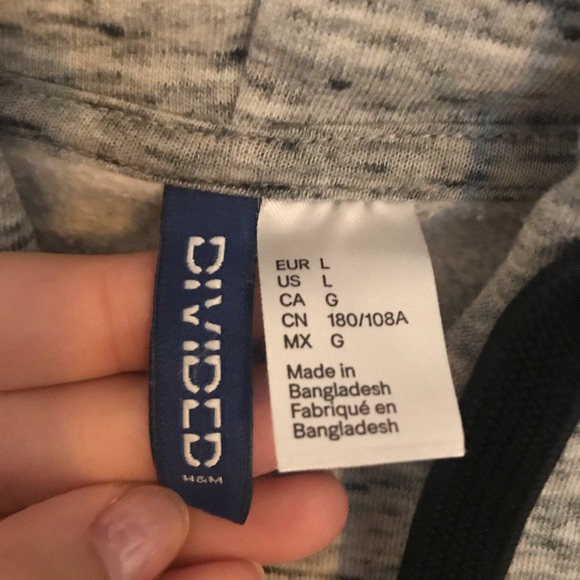 DIVIDED
H&M
EUR L
US L
CA G
CN 180/108A
MX G
Made in
Bangladesh
Fabriqué en
Bangladesh